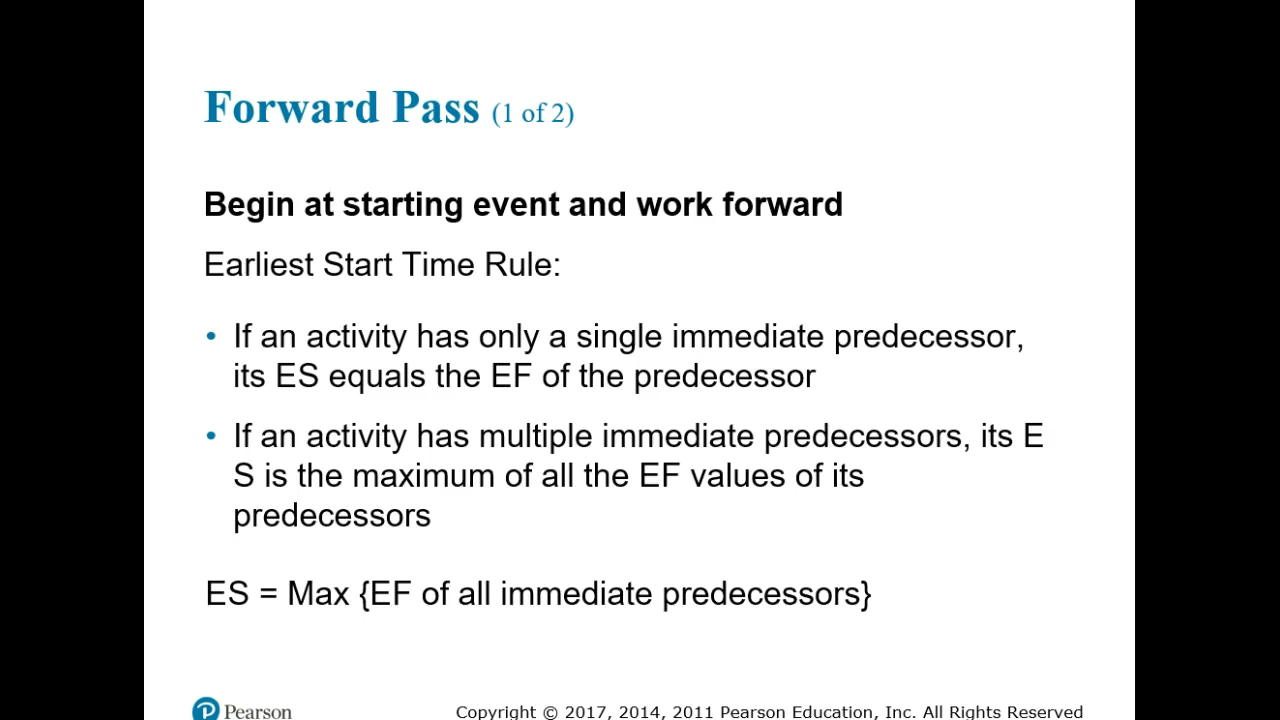 Forward Pass (1 of 2)
Begin at starting event and work forward
Earliest Start Time Rule:
• If an activity has only a single immediate predecessor,
its ES equals the EF of the predecessor
• If an activity has multiple immediate predecessors, its E
S is the maximum of all the EF values of its
predecessors
ES = Max {EF of all immediate predecessors}
Pearson
Copyright © 2017, 2014, 2011 Pearson Education, Inc. All Rights Reserved